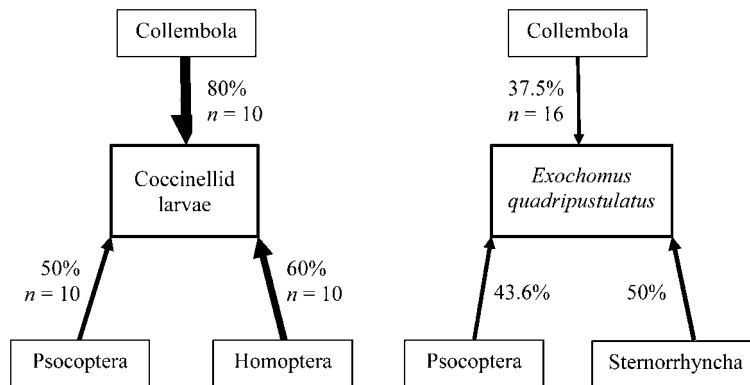 Collembola
80%
n = 10
Coccinellid
larvae
50%
n = 10
60%
n = 10
Psocoptera
Homoptera
Collembola
37.5%
n = 16
Exochomus
quadripustulatus
43.6%
50%
Psocoptera
Sternorrhyncha